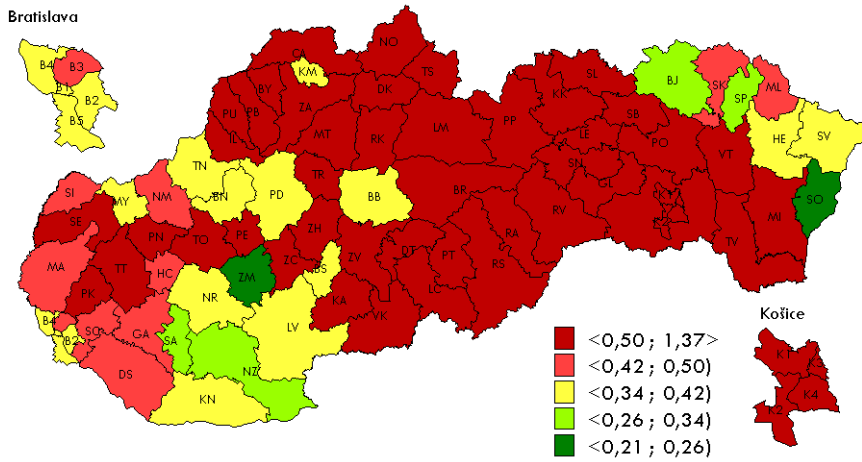 Bratislava
B4
B3
B1
B2
B5
CA
NO
KM
TS
BY
DK
PU
PB
ZA
IL
MT
RK
LM
PP
KK
SL
BJ
SK
SP
ML
SB
LE
PO
HE
SV
VT
SN
GL
TN
BN
PD
TR
BB
BR
RV
SI
MY
NM
SE
PN
TO
PE
ZH
MA
TT
HC
ZM
ZC
BS
ZV
DT
PT
RA
RS
MI
SO
TV
PK
NR
KA
LC
VK
LV
B4
B2
SC
GA
SA
DS
NZ
KN
Košice
K1
K3
K4
K2
<0,50 ; 1,37>
<0,42 ; 0,50)
<0,34 ; 0,42)
<0,26 ; 0,34)
<0,21 ; 0,26)